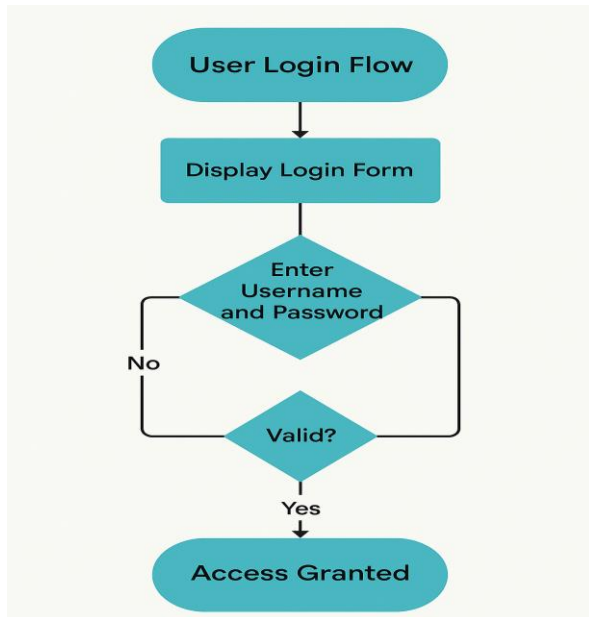 User Login Flow
Display Login Form
Enter
Username
and Password
No
Valid?
Yes
Access Granted